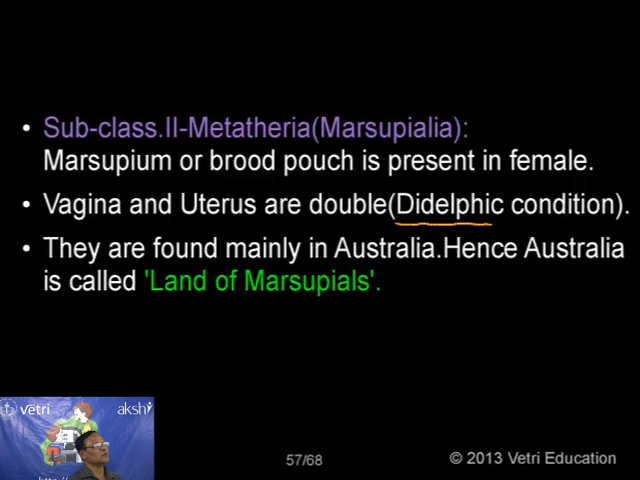 • Sub-class.II-Metatheria(Marsupialia):
Marsupium or brood pouch is present in female.
• Vagina and Uterus are double(Didelphic condition).
• They are found mainly in Australia.Hence Australia
is called 'Land of Marsupials'.
vetri
akshi
57/68
© 2013 Vetri Education